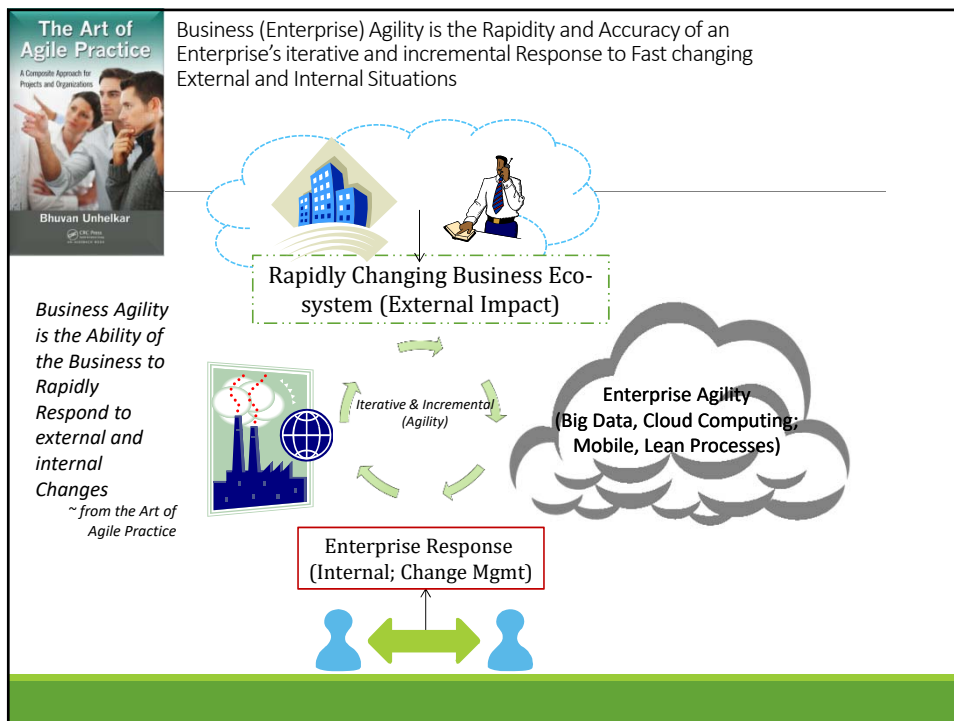 The Art of
Agile Practice
A Composite Approach for
Projects and Organizations
Bhuvan Unhelkar
CRC Press
Business (Enterprise) Agility is the Rapidity and Accuracy of an
Enterprise's iterative and incremental Response to Fast changing
External and Internal Situations
Rapidly Changing Business Eco-
system (External Impact)
Business Agility
is the Ability of
the Business to
Rapidly
Respond to
external and
internal
Changes
~ from the Art of
Agile Practice
Iterative & Incremental
(Agility)
Enterprise Agility
(Big Data, Cloud Computing;
Mobile, Lean Processes)
Enterprise Response
(Internal; Change Mgmt)